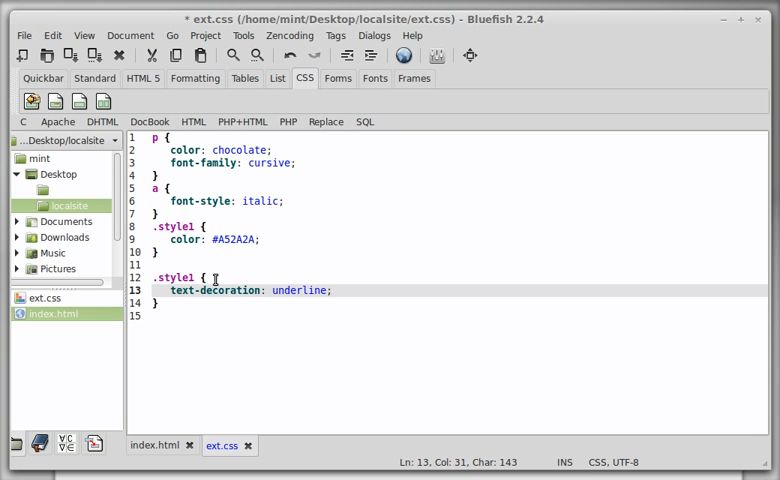 * ext.css (/home/mint/Desktop/localsite/ext.css) - Bluefish 2.2.4
File Edit View Document Go Project Tools Encoding Tags Dialogs Help
Quickbar Standard HTML 5 Formatting Tables List CSS Forms Fonts Frames
C Apache DHTML DocBook HTML PHP+HTML PHP Replace SQL
...Desktop/localsite
mint
Desktop
localsite
Documents
Downloads
Music
Pictures
ext.css
index.html
1 p {
2 color: chocolate;
3 font-family: cursive;
4 }
5 a {
6 font-style: italic;
7 }
8 .style1 {
9 color: #A52A2A;
10 }
11
12 .style1 {
13 text-decoration: underline;
14 }
15
index.html ext.css
Ln: 13, Col: 31, Char: 143 INS CSS, UTF-8